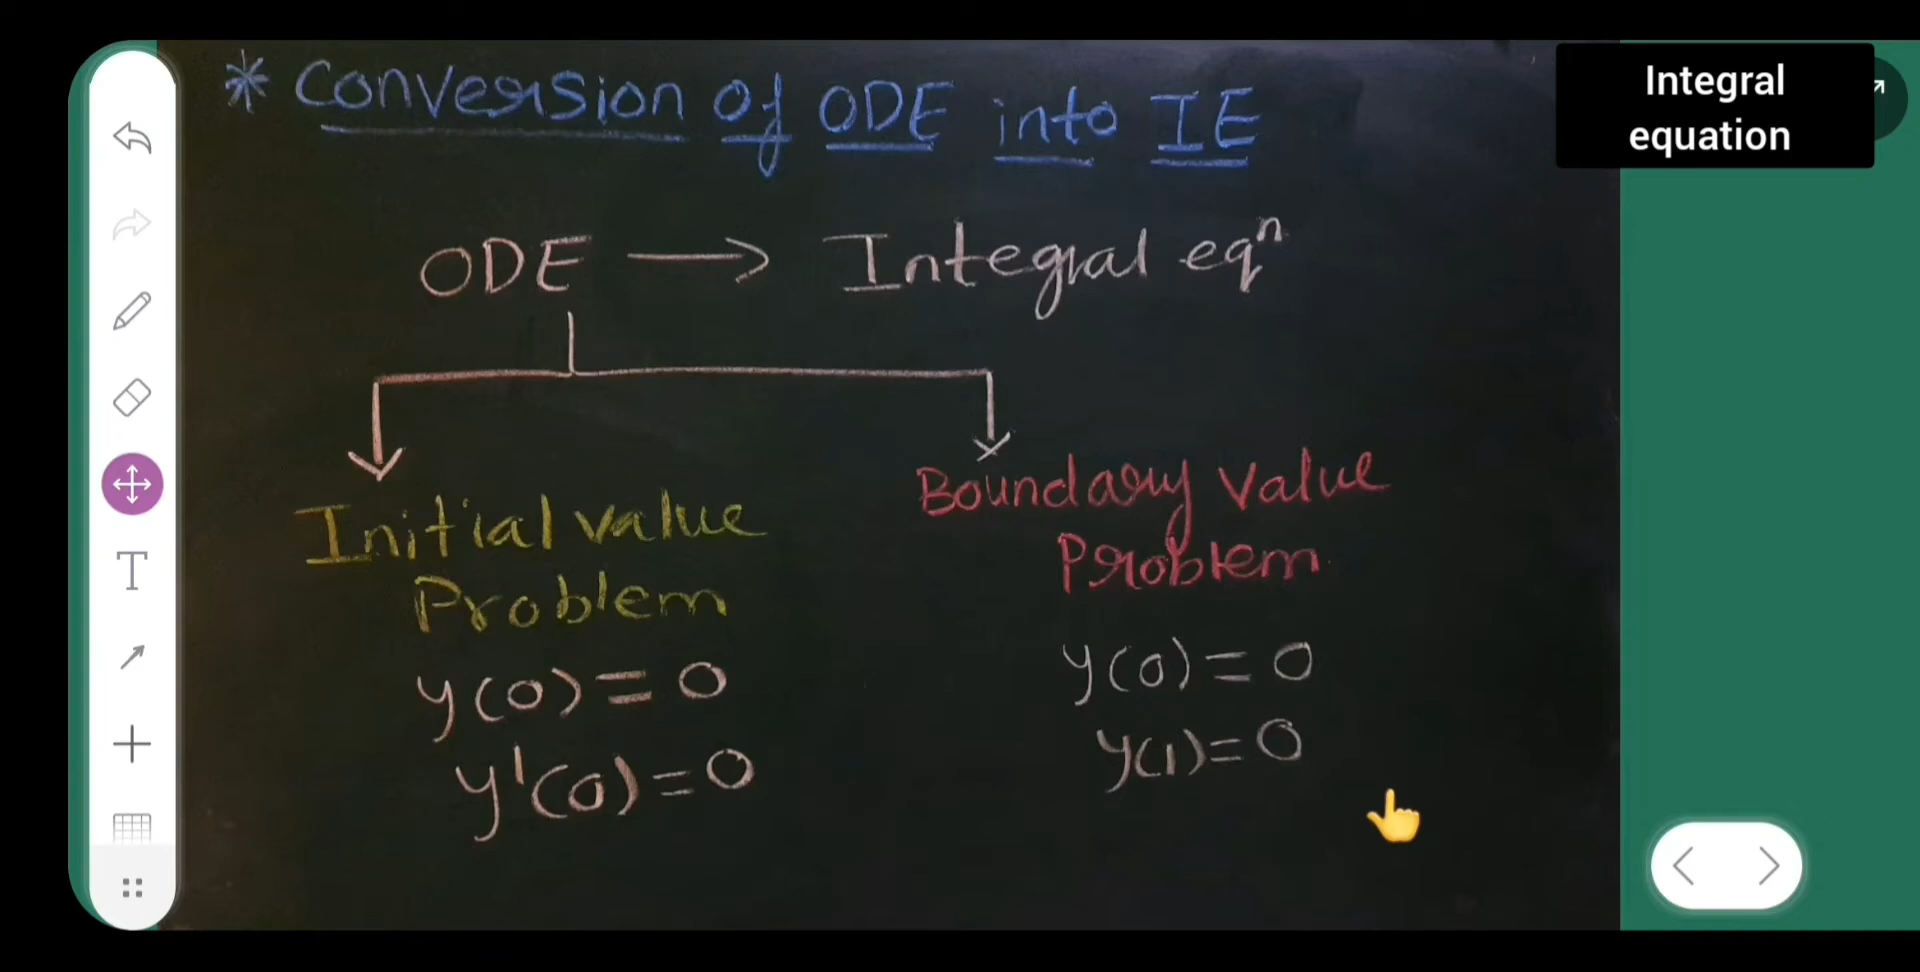 * Conversion of ODE into IE
Integral
equation
ODE → Integral eqⁿ
Initial value
Problem
y(0) = 0
y'(0) = 0
Boundary Value
Problem
y(0) = 0
y(1) = 0
T